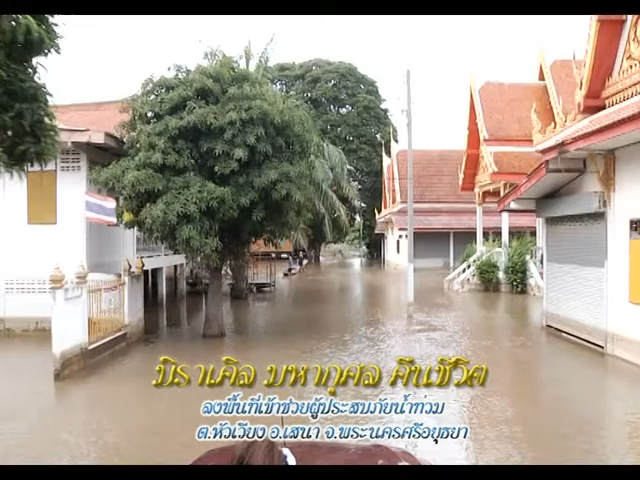 มิราเคิล มหากุศล คืนชีวิต
ลงพื้นที่เข้าช่วยผู้ประสบภัยน้ำท่วม
ต.หัวเวียง อ.เสนา จ.พระนครศรีอยุธยา